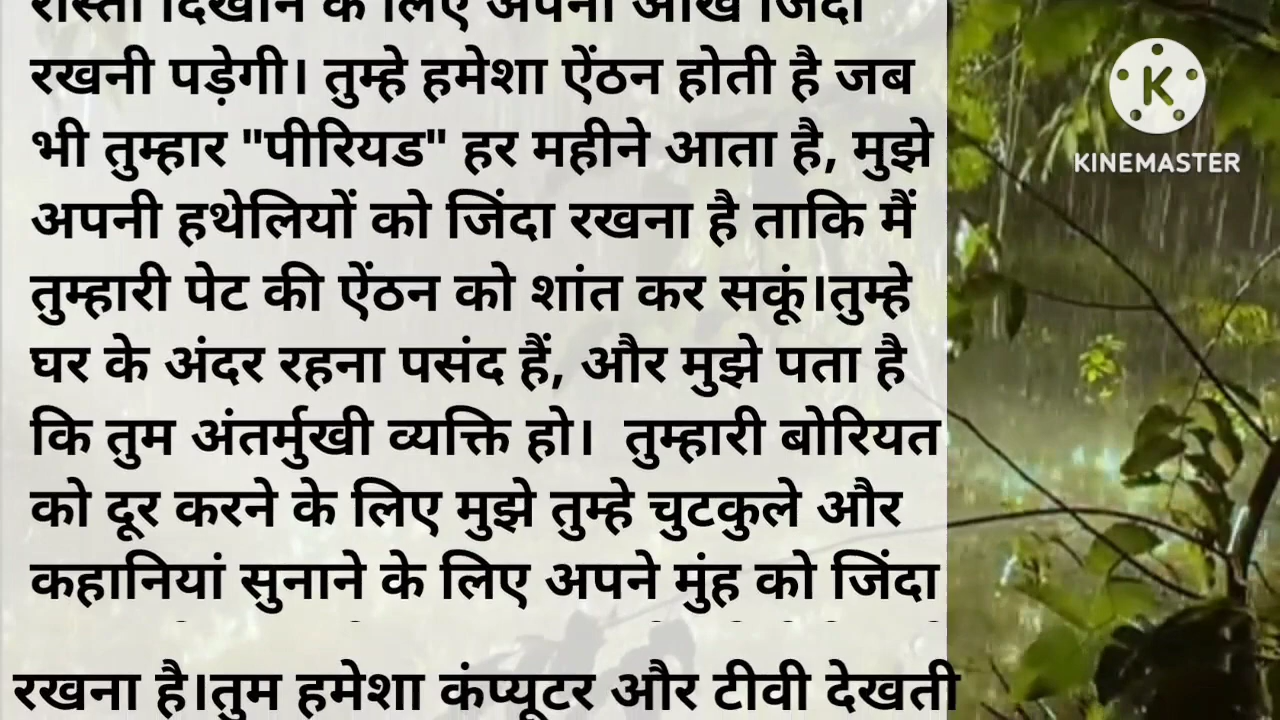 रास्ता दिखाने के लिए अपनी आंखें जिंदा
रखनी पड़ेगी। तुम्हे हमेशा ऐंठन होती है जब
भी तुम्हार "पीरियड" हर महीने आता है, मुझे
अपनी हथेलियों को जिंदा रखना है ताकि मैं
तुम्हारी पेट की ऐंठन को शांत कर सकूं।तुम्हे
घर के अंदर रहना पसंद हैं, और मुझे पता है
कि तुम अंतर्मुखी व्यक्ति हो। तुम्हारी बोरियत
को दूर करने के लिए मुझे तुम्हे चुटकुले और
कहानियां सुनाने के लिए अपने मुंह को जिंदा
रखना है।तुम हमेशा कंप्यूटर और टीवी देखती
KINEMASTER